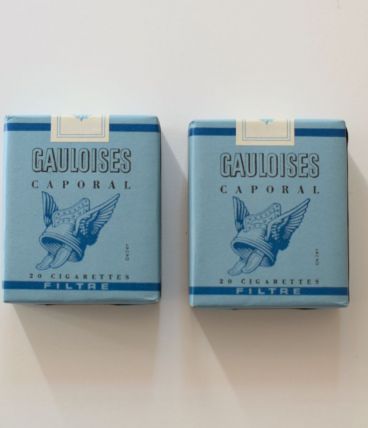 GAULOISES
CAPORAL
20 CIGARETTES
FILTRE
GAULOISES
CAPORAL
20 CIGARETTES
FILTRE